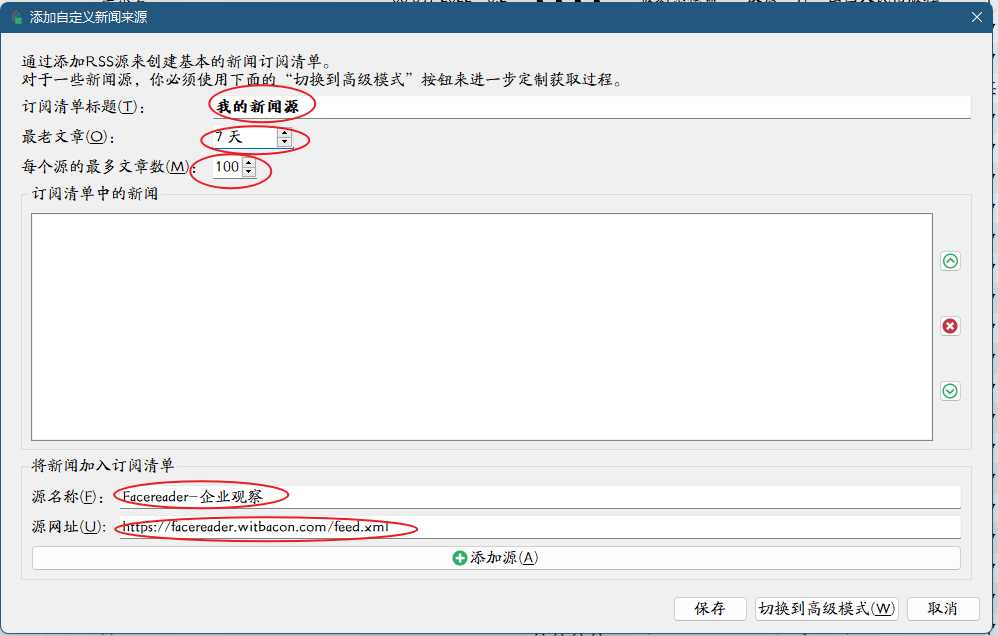 添加自定义新闻来源
通过添加RSS源来创建基本的新闻订阅清单。
对于一些新闻源，你必须使用下面的“切换到高级模式”按钮来进一步定制获取过程。
订阅清单标题(T)： 我的新闻源
最老文章(O)： 7 天
每个源的最多文章数(M)： 100
订阅清单中的新闻
将新闻加入订阅清单
源名称(F)： Facereader-企业观察
源网址(U)： https://facereader.witbacon.com/feed.xml
添加源(A)
保存 切换到高级模式(W) 取消